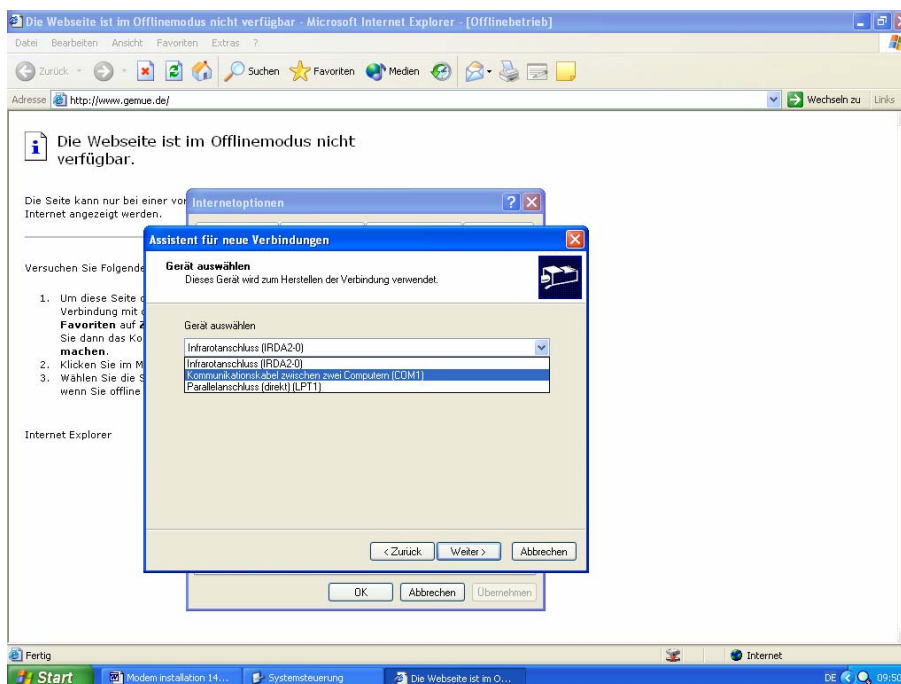 Die Webseite ist im Offlinemodus nicht verfügbar - Microsoft Internet Explorer - [Offlinebetrieb]
Datei Bearbeiten Ansicht Favoriten Extras ?
Zurück Suchen Favoriten Medien
Adresse http://www.gemue.de/ Wechseln zu Links
Die Webseite ist im Offlinemodus nicht
verfügbar.
Die Seite kann nur bei einer vor
Internet angezeigt werden.
Versuchen Sie Folgende
1. Um diese Seite
Verbindung mit
Favoriten auf
Sie dann das Ko
machen.
2. Klicken Sie im M
3. Wählen Sie die S
wenn Sie offline
Internet Explorer
Internetoptionen
Assistent für neue Verbindungen
Gerät auswählen
Dieses Gerät wird zum Herstellen der Verbindung verwendet.
Gerät auswählen
Infrarotanschluss (IRDA2-0)
Infrarotanschluss (IRDA2-0)
Kommunikationskabel zwischen zwei Computern (COM1)
Parallelanschluss (direkt) (LPT1)
< Zurück Weiter > Abbrechen
OK Abbrechen Übernehmen
Fertig Internet
Start Modem installation 14... Systemsteuerung Die Webseite ist im O... DE 09:50